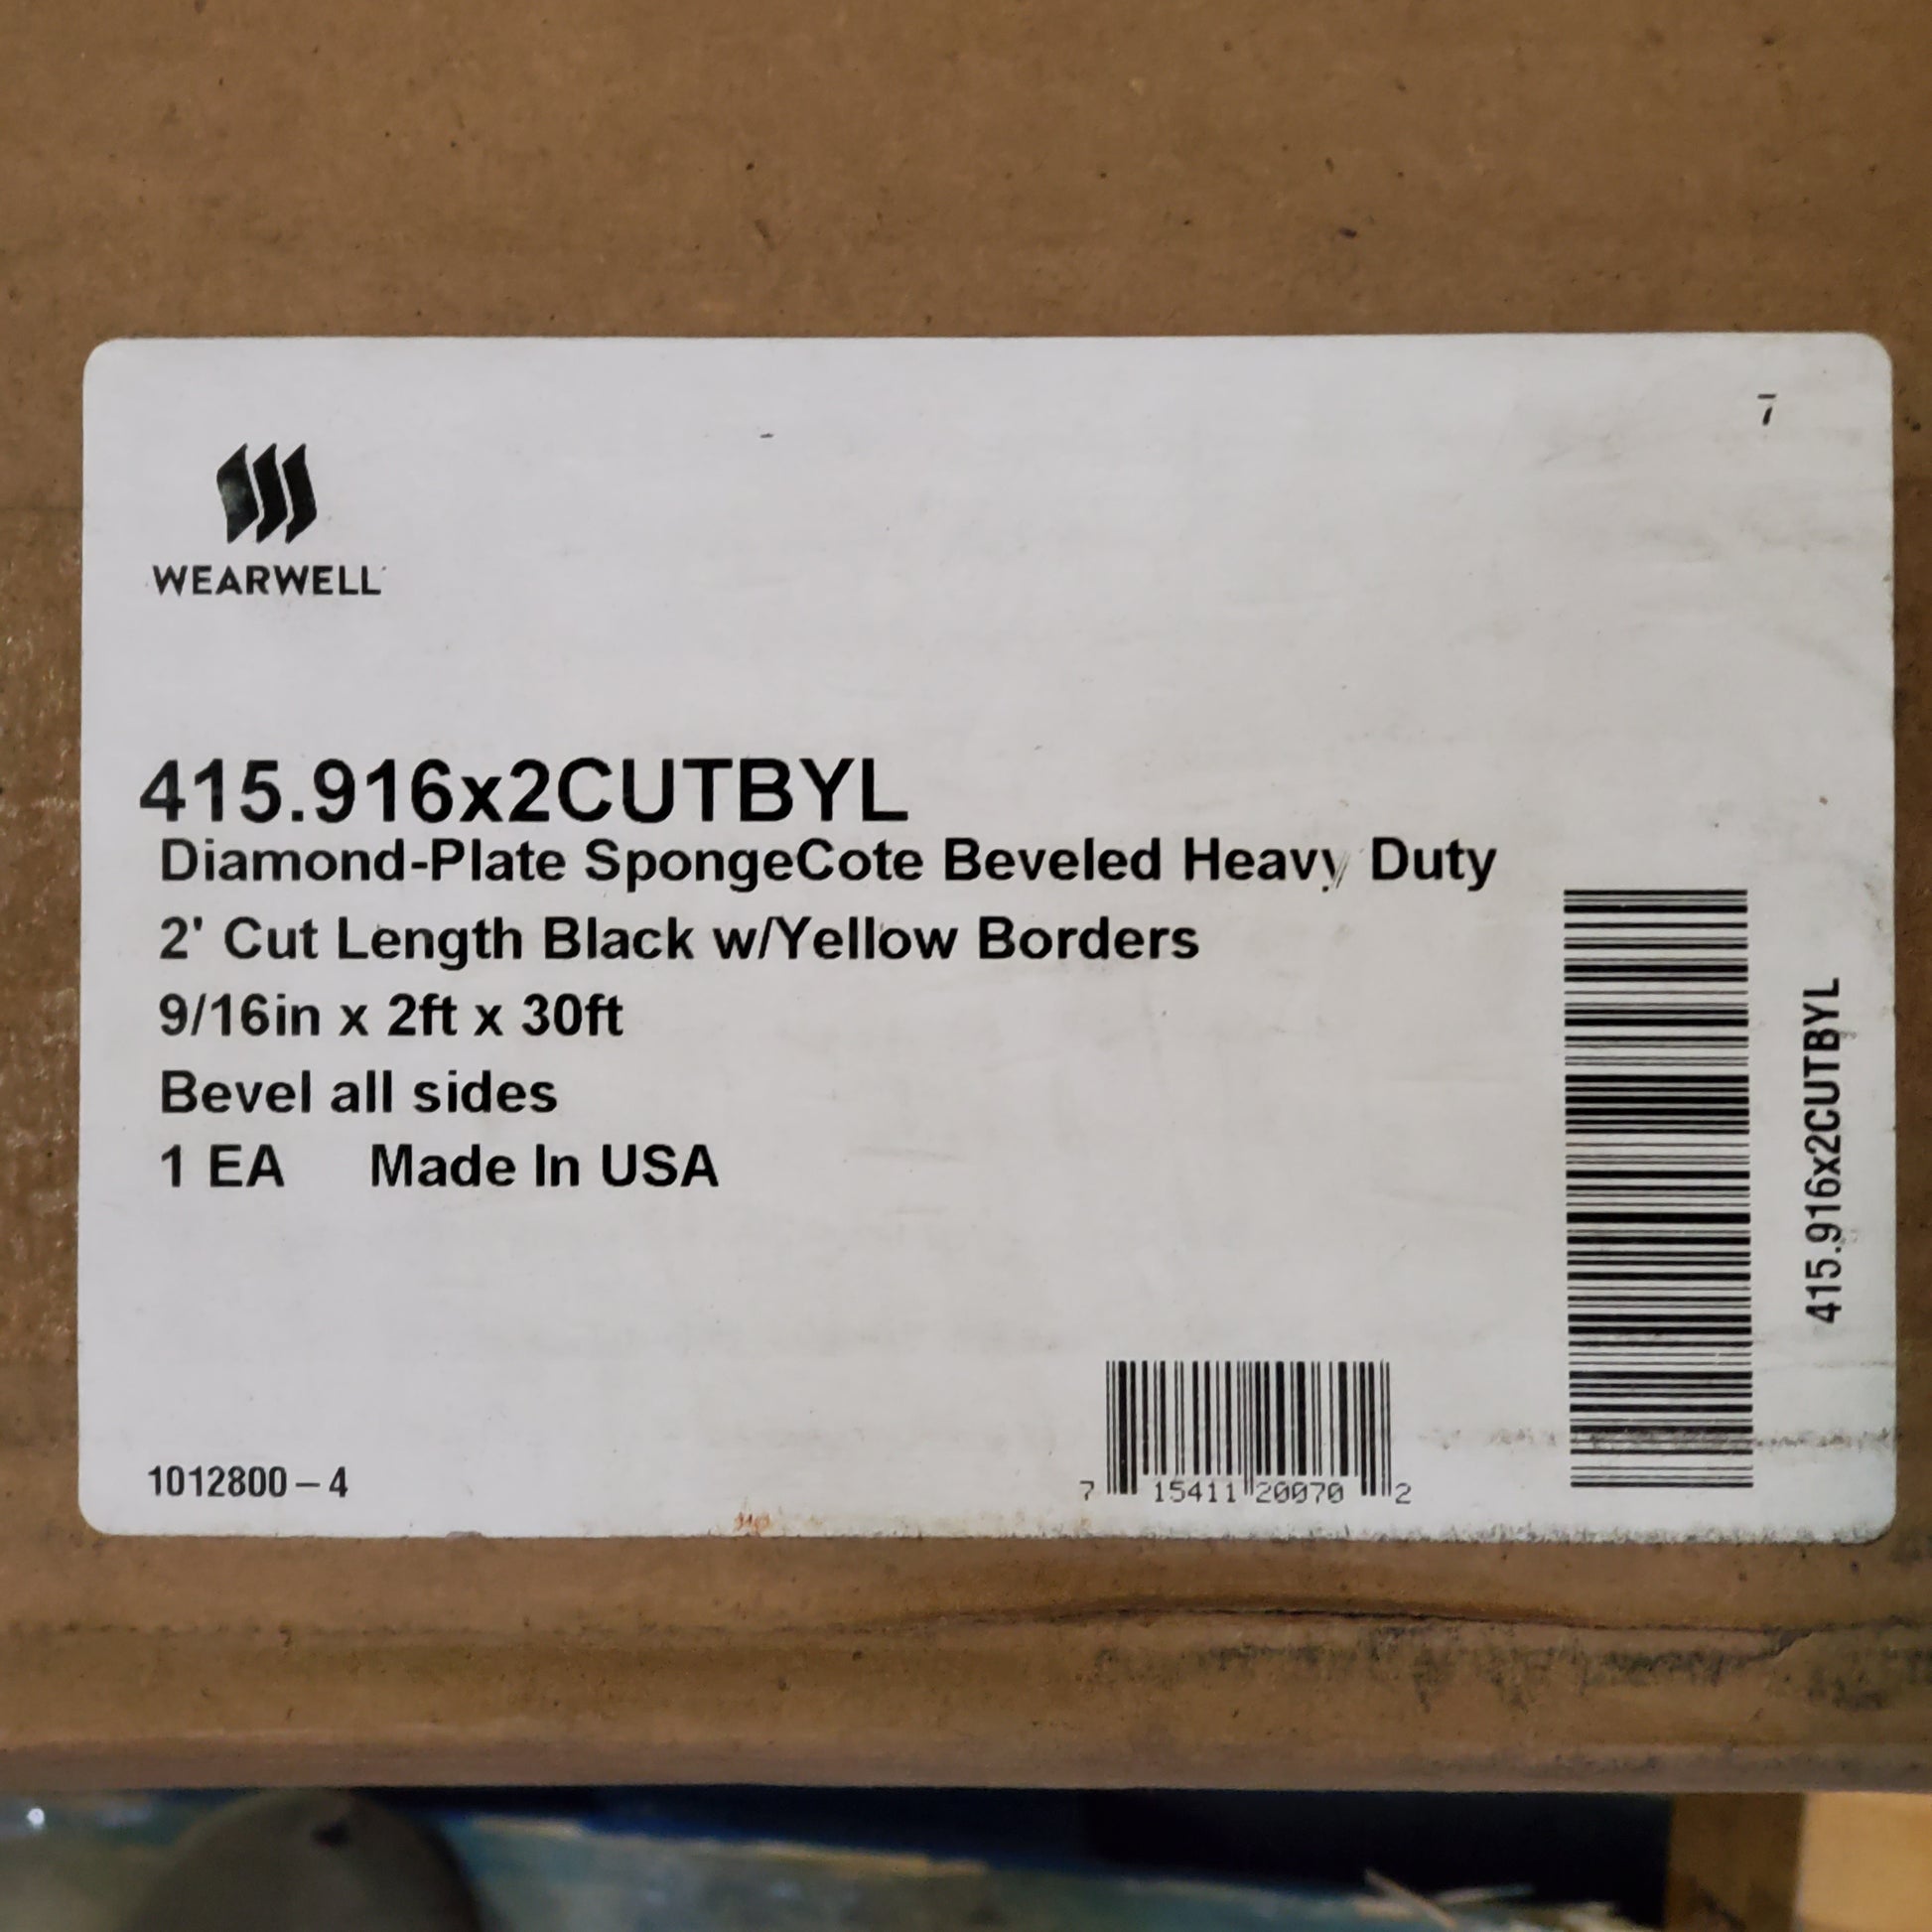 7
WEARWELL
415.916x2CUTBYL
Diamond-Plate SpongeCote Beveled Heavy Duty
2' Cut Length Black w/Yellow Borders
9/16in x 2ft x 30ft
Bevel all sides
1 EA Made In USA
415.916x2CUTBYL
1012800-4
7 15411 20070 2